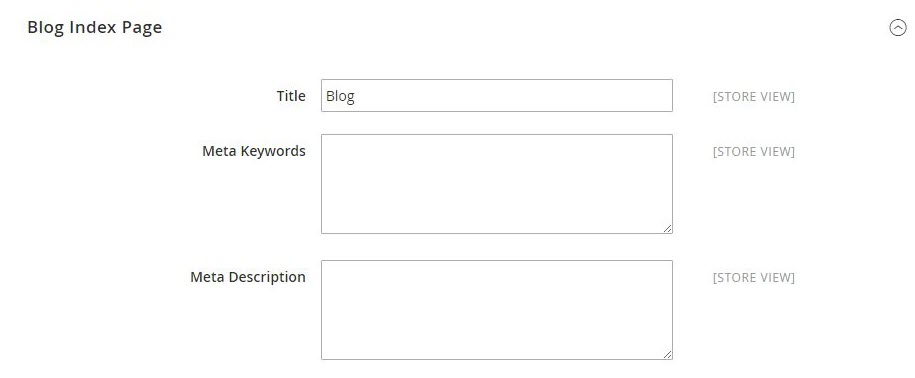 Blog Index Page
Title Blog [STORE VIEW]
Meta Keywords [STORE VIEW]
Meta Description [STORE VIEW]